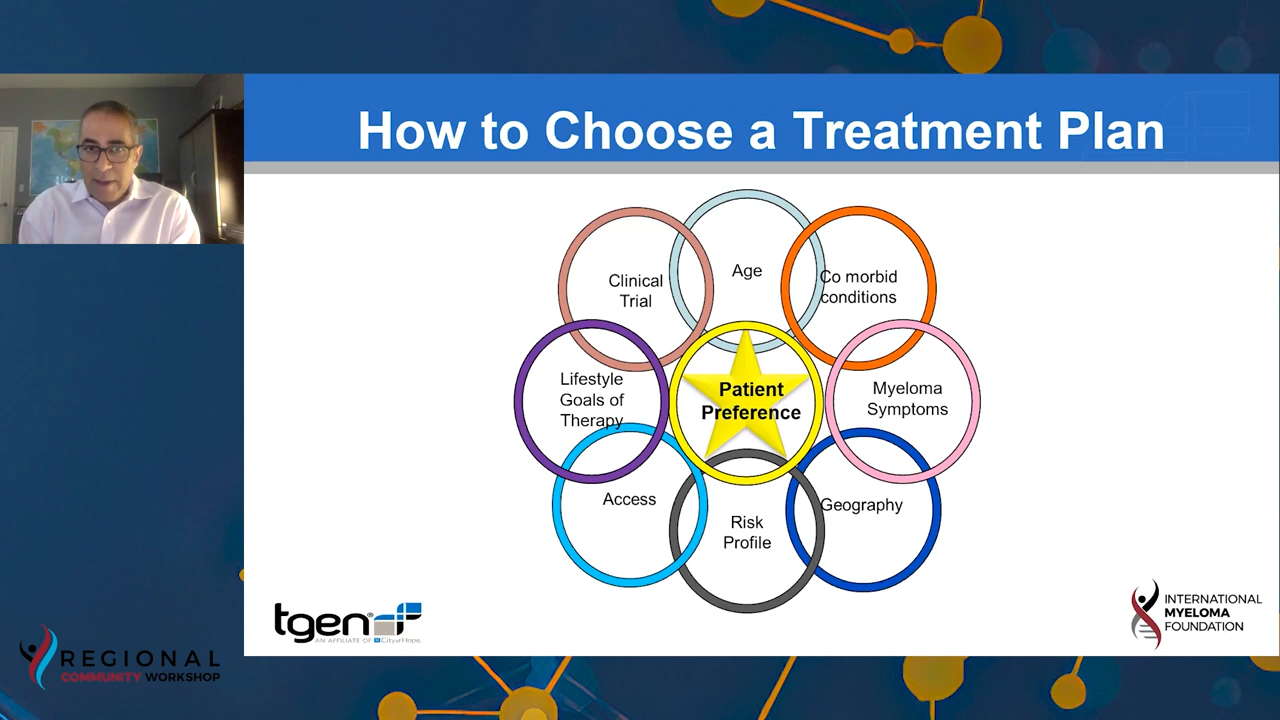 How to Choose a Treatment Plan
Clinical
Trial
Age
Co morbid
conditions
Lifestyle
Goals of
Therapy
Patient
Preference
Myeloma
Symptoms
Access
Risk
Profile
Geography
tgen®
AN AFFILIATE OF City of Hope.
INTERNATIONAL
MYELOMA
FOUNDATION
REGIONAL
COMMUNITY WORKSHOP